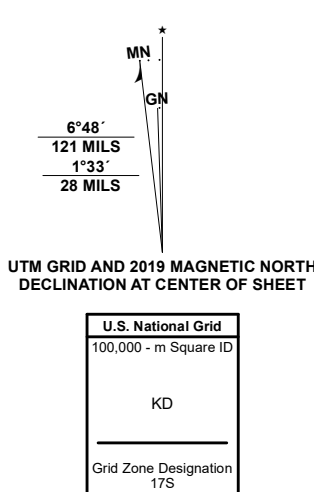 MN
GN
6°48´
121 MILS
1°33´
28 MILS
UTM GRID AND 2019 MAGNETIC NORTH
DECLINATION AT CENTER OF SHEET
U.S. National Grid
100,000 - m Square ID
KD
Grid Zone Designation
17S